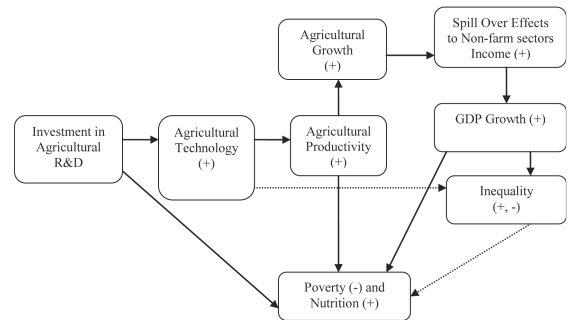 Agricultural
Growth
(+)
Spill Over Effects
to Non-farm sectors
Income (+)
Investment in
Agricultural
R&D
Agricultural
Technology
(+)
Agricultural
Productivity
(+)
GDP Growth (+)
Inequality
(+, -)
Poverty (-) and
Nutrition (+)